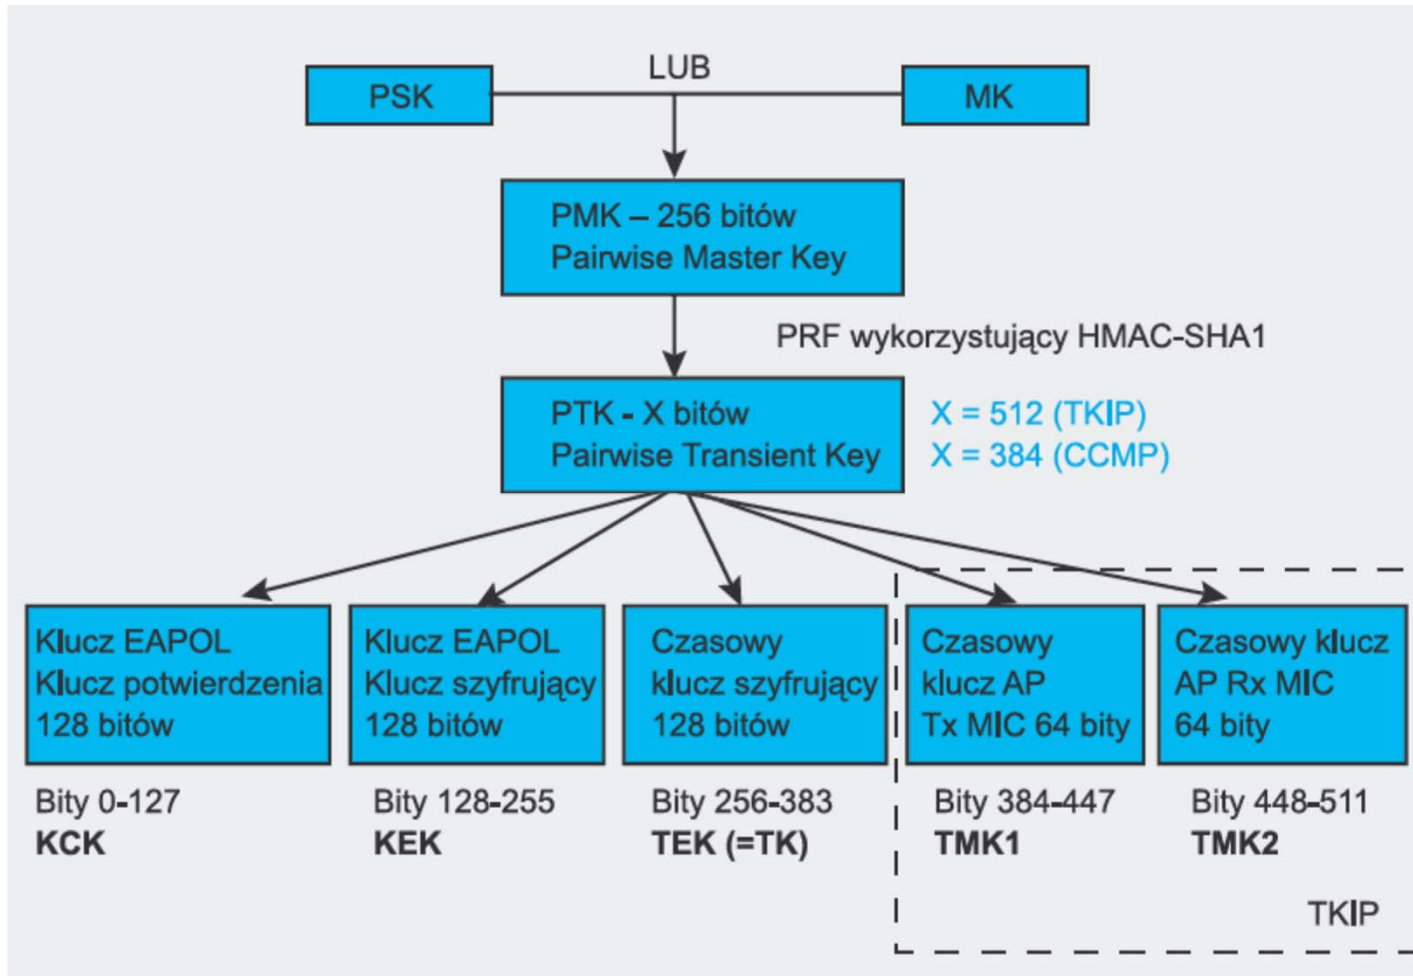 LUB
PSK
MK
PMK – 256 bitów
Pairwise Master Key
PRF wykorzystujący HMAC-SHA1
PTK - X bitów
Pairwise Transient Key
X = 512 (TKIP)
X = 384 (CCMP)
Klucz EAPOL
Klucz potwierdzenia
128 bitów
Klucz EAPOL
Klucz szyfrujący
128 bitów
Czasowy
klucz szyfrujący
128 bitów
Czasowy
klucz AP
Tx MIC 64 bity
Czasowy klucz
AP Rx MIC
64 bity
Bity 0-127
KCK
Bity 128-255
KEK
Bity 256-383
TEK (=TK)
Bity 384-447
TMK1
Bity 448-511
TMK2
TKIP